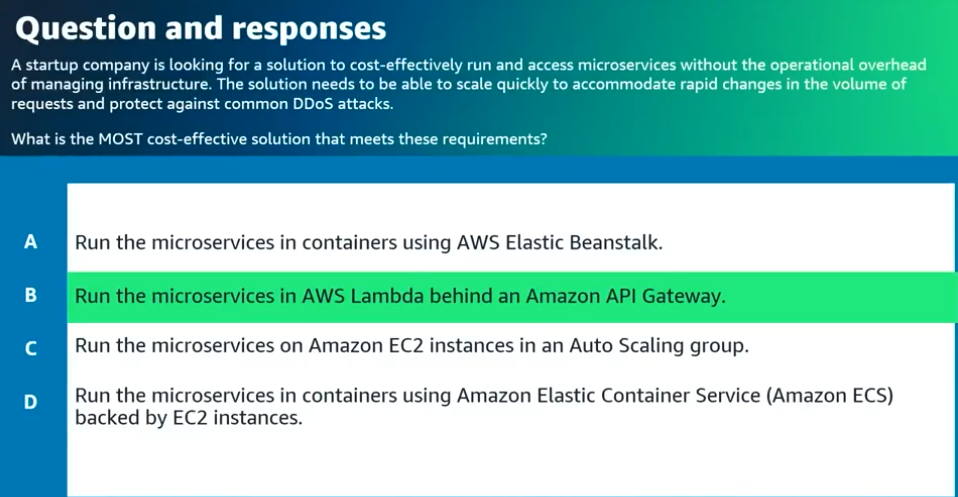 Question and responses
A startup company is looking for a solution to cost-effectively run and access microservices without the operational overhead
of managing infrastructure. The solution needs to be able to scale quickly to accommodate rapid changes in the volume of
requests and protect against common DDoS attacks.
What is the MOST cost-effective solution that meets these requirements?
A Run the microservices in containers using AWS Elastic Beanstalk.
B Run the microservices in AWS Lambda behind an Amazon API Gateway.
C Run the microservices on Amazon EC2 instances in an Auto Scaling group.
D Run the microservices in containers using Amazon Elastic Container Service (Amazon ECS)
backed by EC2 instances.